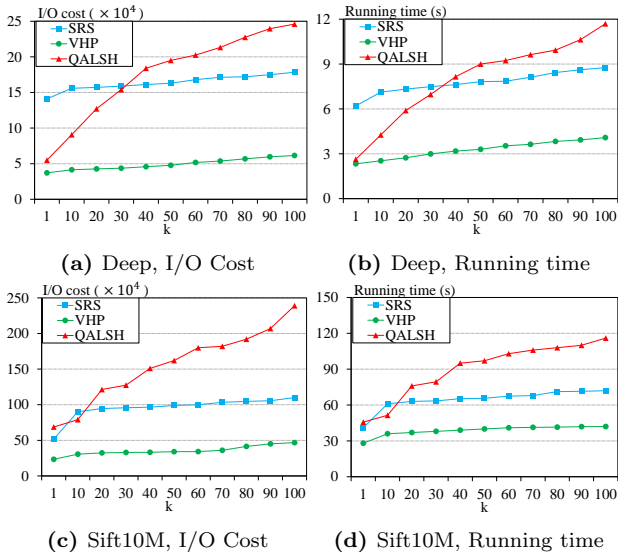 I/O cost ( × 10⁴)
25
20
15
10
5
0
SRS
VHP
QALSH
1 10 20 30 40 50 60 70 80 90 100
k
(a) Deep, I/O Cost
Running time (s)
12
9
6
3
0
SRS
VHP
QALSH
1 10 20 30 40 50 60 70 80 90 100
k
(b) Deep, Running time
I/O cost ( × 10⁴)
250
200
150
100
50
0
SRS
VHP
QALSH
1 10 20 30 40 50 60 70 80 90 100
k
(c) Sift10M, I/O Cost
Running time (s)
150
120
90
60
30
0
SRS
VHP
QALSH
1 10 20 30 40 50 60 70 80 90 100
k
(d) Sift10M, Running time